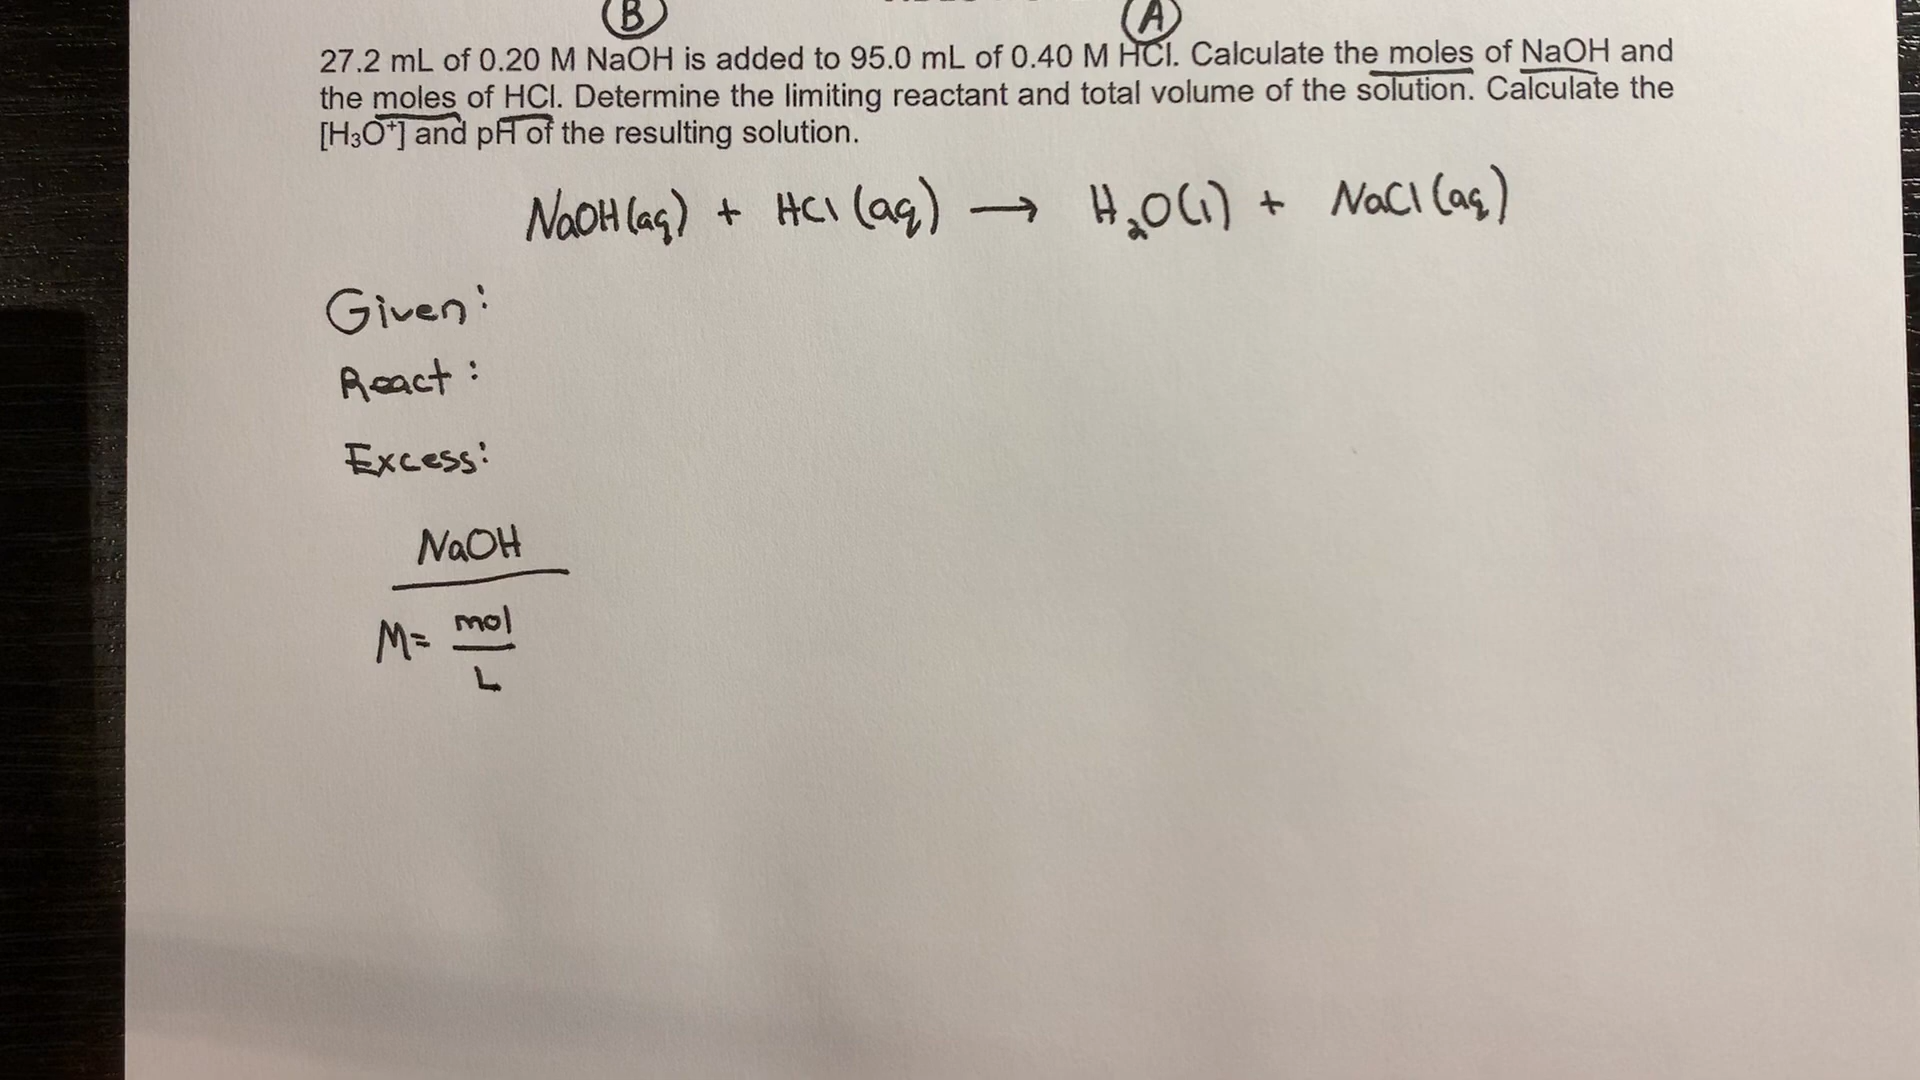 B A
27.2 mL of 0.20 M NaOH is added to 95.0 mL of 0.40 M HCl. Calculate the moles of NaOH and
the moles of HCl. Determine the limiting reactant and total volume of the solution. Calculate the
[H₃O⁺] and pH of the resulting solution.
NaOH(aq) + HCl(aq) → H₂O(l) + NaCl(aq)
Given:
React:
Excess:
NaOH
M= mol
L